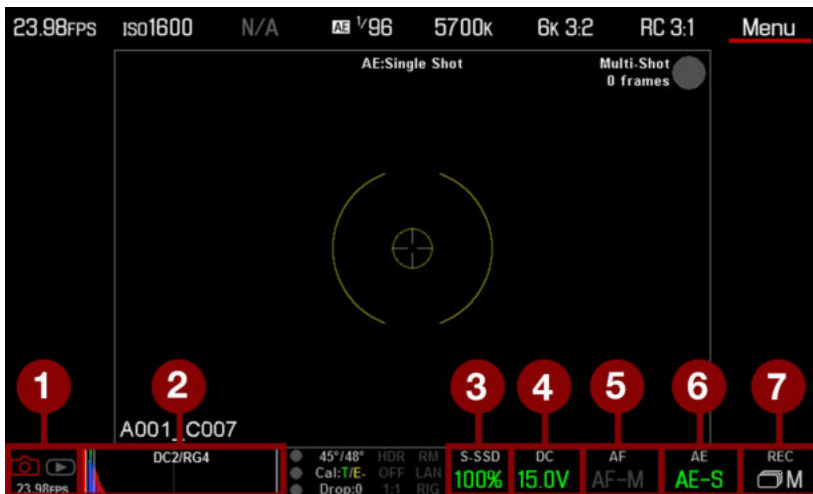 23.98FPS ISO1600 N/A AE 1/96 5700K 6K 3:2 RC 3:1 Menu
AE:Single Shot
Multi-Shot
0 frames
1 2 3 4 5 6 7
A001_C007
23.98FPS
DC2/RG4
45°/48° HDR RM
Cal:T/E- OFF LAN
Drop:0 1:1 RIG
S-SSD
100%
DC
15.0V
AF
AF-M
AE
AE-S
REC
M